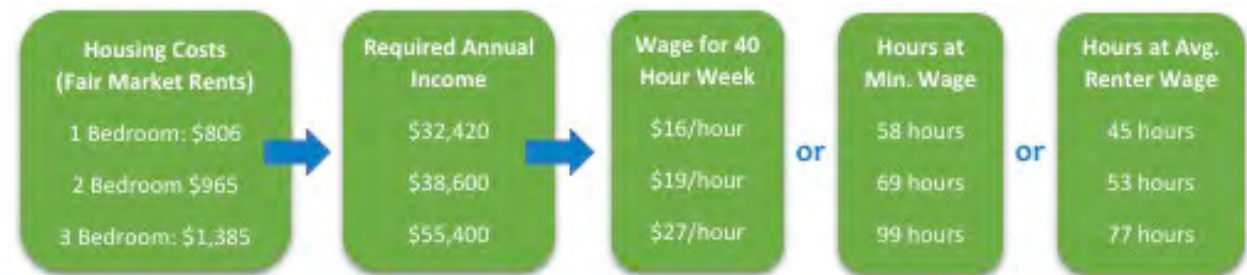 Housing Costs
(Fair Market Rents)
1 Bedroom: $806
2 Bedroom $965
3 Bedroom: $1,385
Required Annual
Income
$32,420
$38,600
$55,400
Wage for 40
Hour Week
$16/hour
$19/hour
$27/hour
or
Hours at
Min. Wage
58 hours
69 hours
99 hours
or
Hours at Avg.
Renter Wage
45 hours
53 hours
77 hours